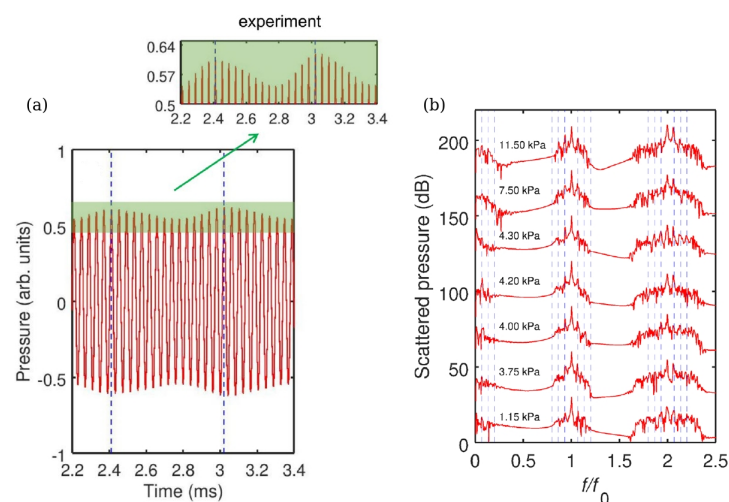 experiment
0.64
0.57
0.5
2.2 2.4 2.6 2.8 3 3.2 3.4
(a)
(b)
1
0.5
0
-0.5
-1
2.2 2.4 2.6 2.8 3 3.2 3.4
Time (ms)
Pressure (arb. units)
200
150
100
50
0
Scattered pressure (dB)
11.50 kPa
7.50 kPa
4.30 kPa
4.20 kPa
4.00 kPa
3.75 kPa
1.15 kPa
0 0.5 1.0 1.5 2.0 2.5
f/f0